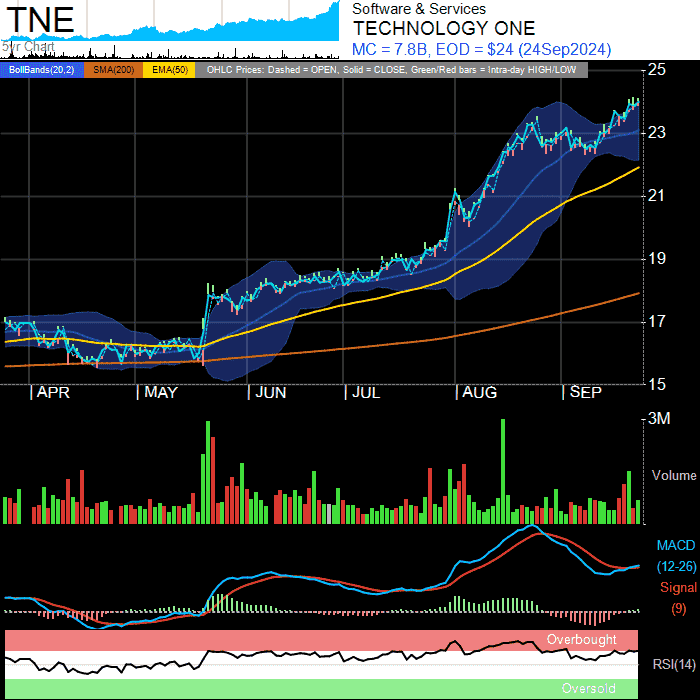 TNE
5yr Chart
Software & Services
TECHNOLOGY ONE
MC = 7.8B, EOD = $24 (24Sep2024)
BollBands(20,2) SMA(200) EMA(50) OHLC Prices: Dashed = OPEN, Solid = CLOSE, Green/Red bars = Intra-day HIGH/LOW
25
23
21
19
17
15
APR MAY JUN JUL AUG SEP
3M
Volume
MACD
(12-26)
Signal
(9)
Overbought
RSI(14)
Oversold